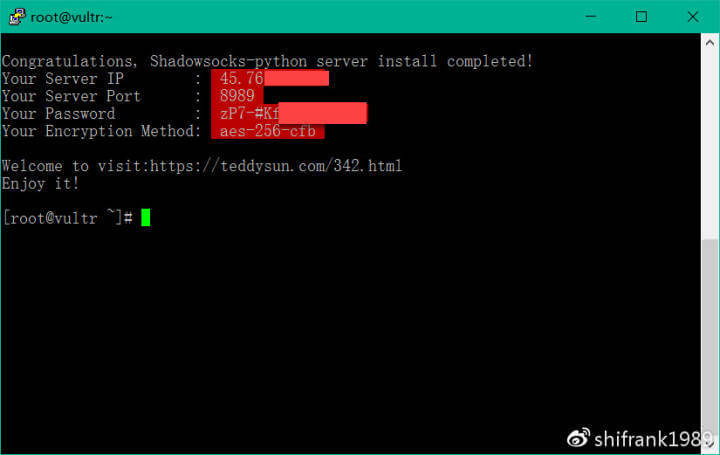 root@vultr:~
Congratulations, Shadowsocks-python server install completed!
Your Server IP : 45.76
Your Server Port : 8989
Your Password : zP7-#Kf
Your Encryption Method: aes-256-cfb
Welcome to visit:https://teddysun.com/342.html
Enjoy it!
[root@vultr ~]#
shifrank1989